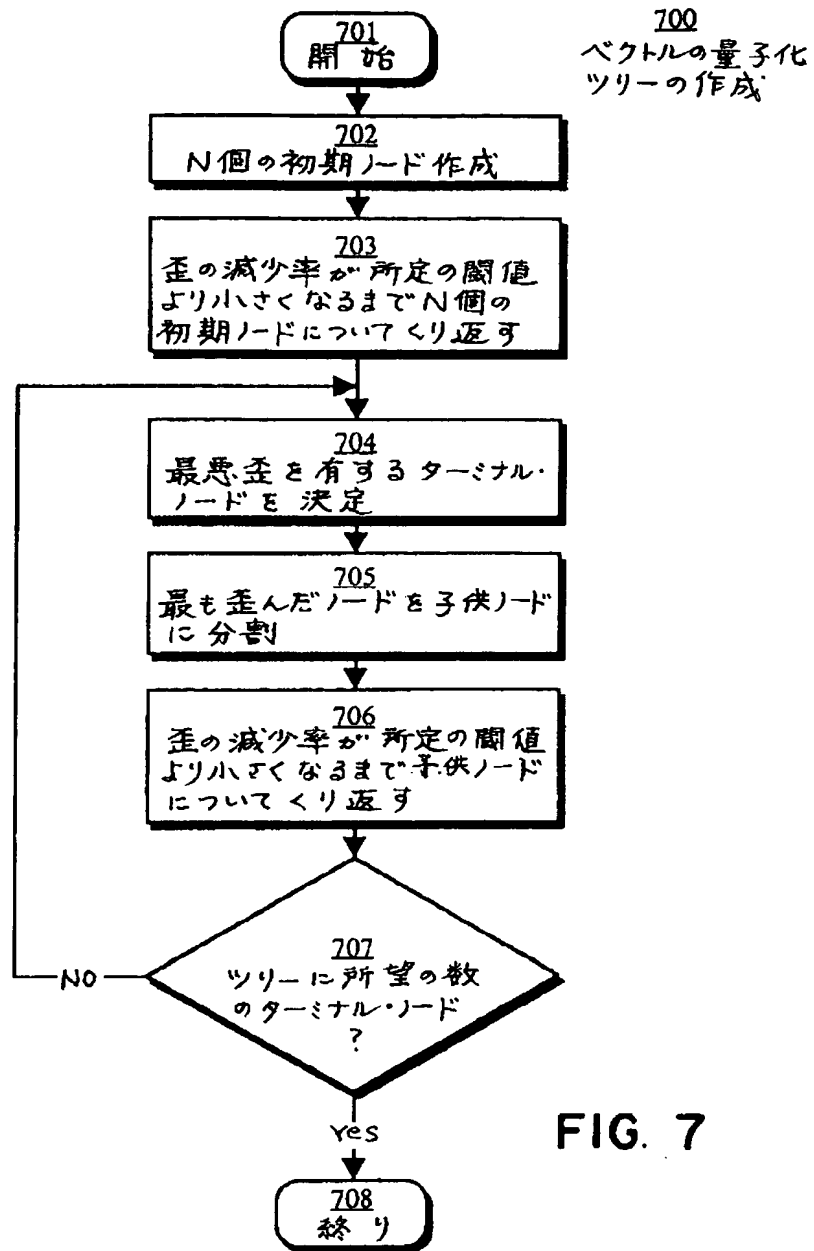 700
ベクトルの量子化
ツリーの作成
701
開始
702
N個の初期ノード作成
703
歪の減少率が所定の閾値
より小さくなるまでN個の
初期ノードについてくり返す
704
最悪歪を有するターミナル・
ノードを決定
705
最も歪んだノードを子供ノード
に分割
706
歪の減少率が所定の閾値
より小さくなるまで子供ノード
についてくり返す
707
ツリーに所望の数
のターミナル・ノード
?
NO
yes
708
終り
FIG. 7